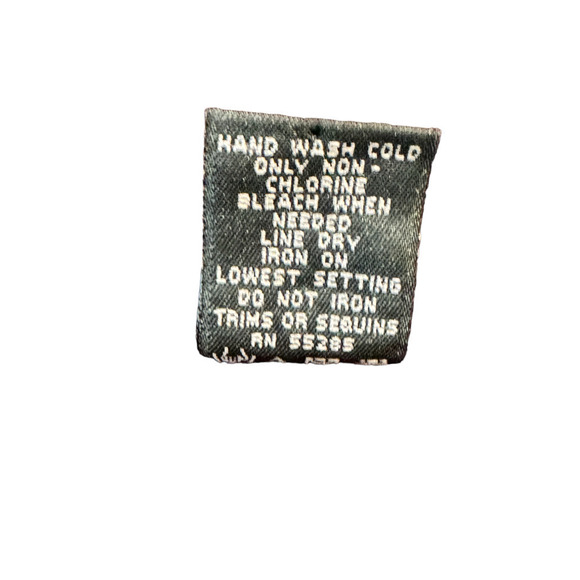 HAND WASH COLD
ONLY NON-
CHLORINE
BLEACH WHEN
NEEDED
LINE DRY
IRON ON
LOWEST SETTING
DO NOT IRON
TRIMS OR SEQUINS
RN 55285